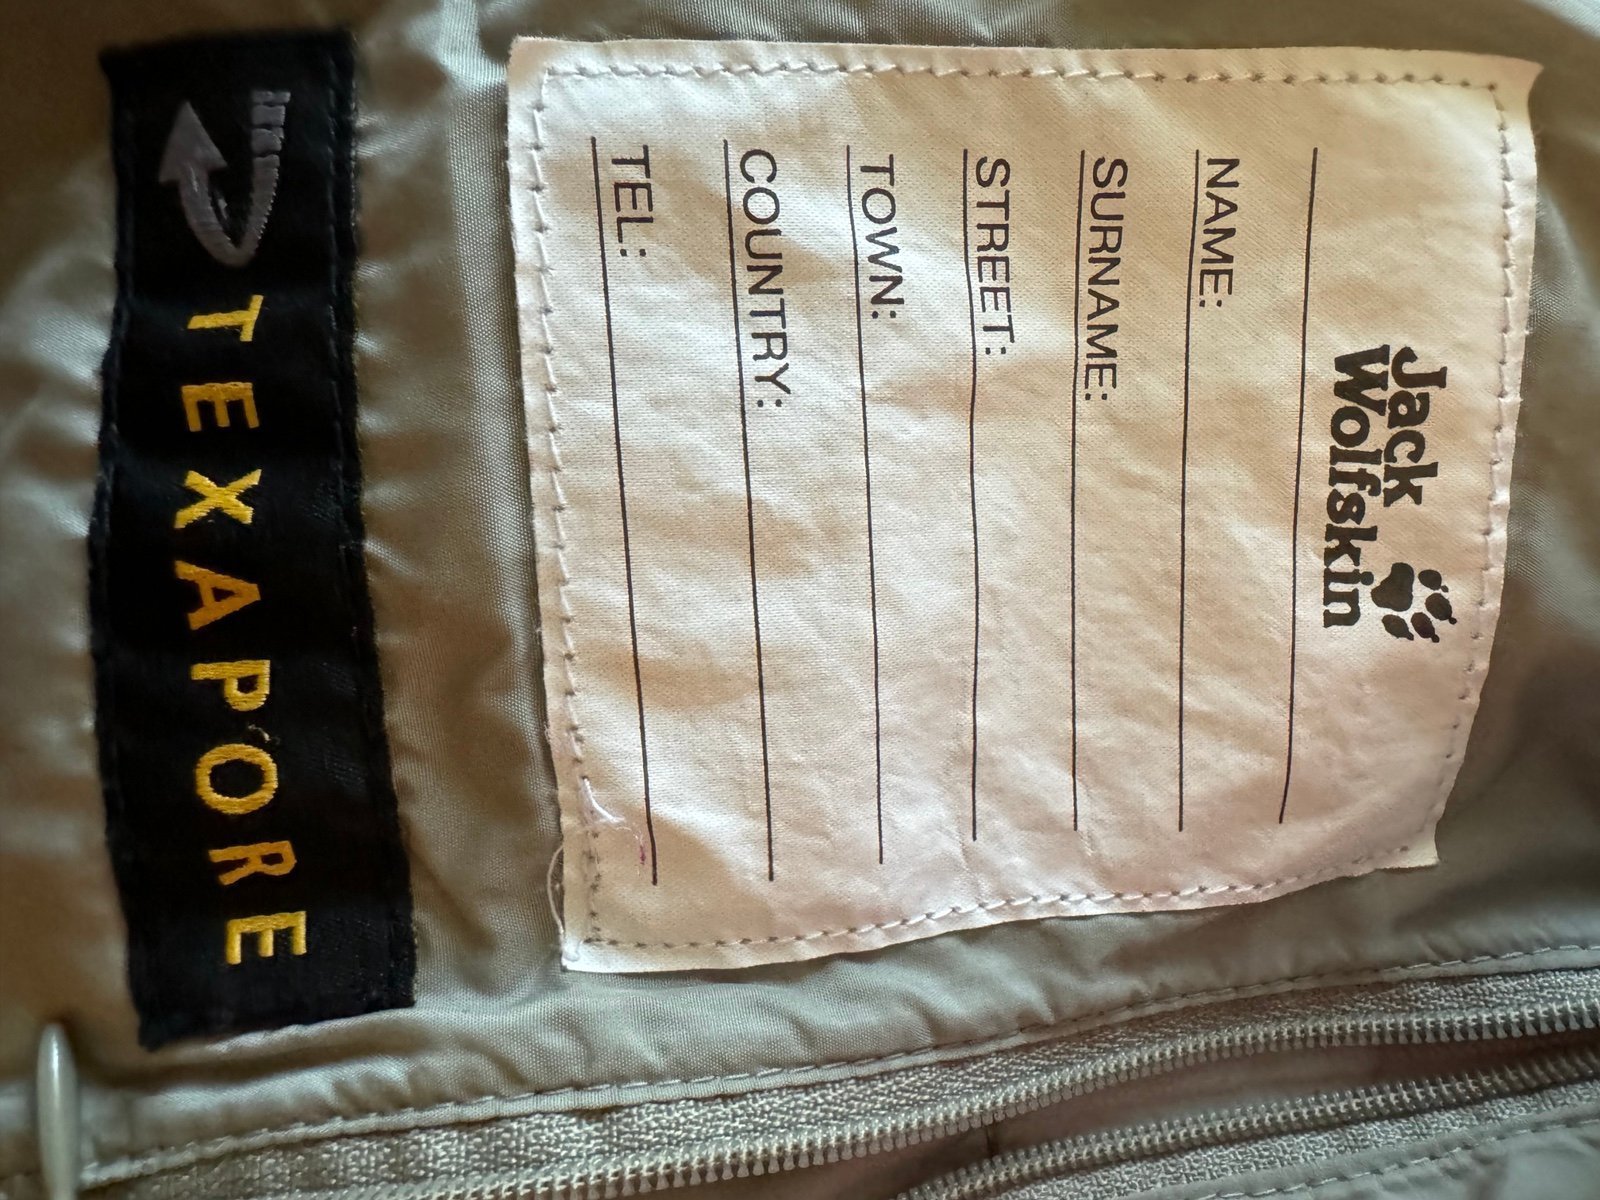 Jack
Wolfskin
NAME:
SURNAME:
STREET:
TOWN:
COUNTRY:
TEL:
TEXAPORE